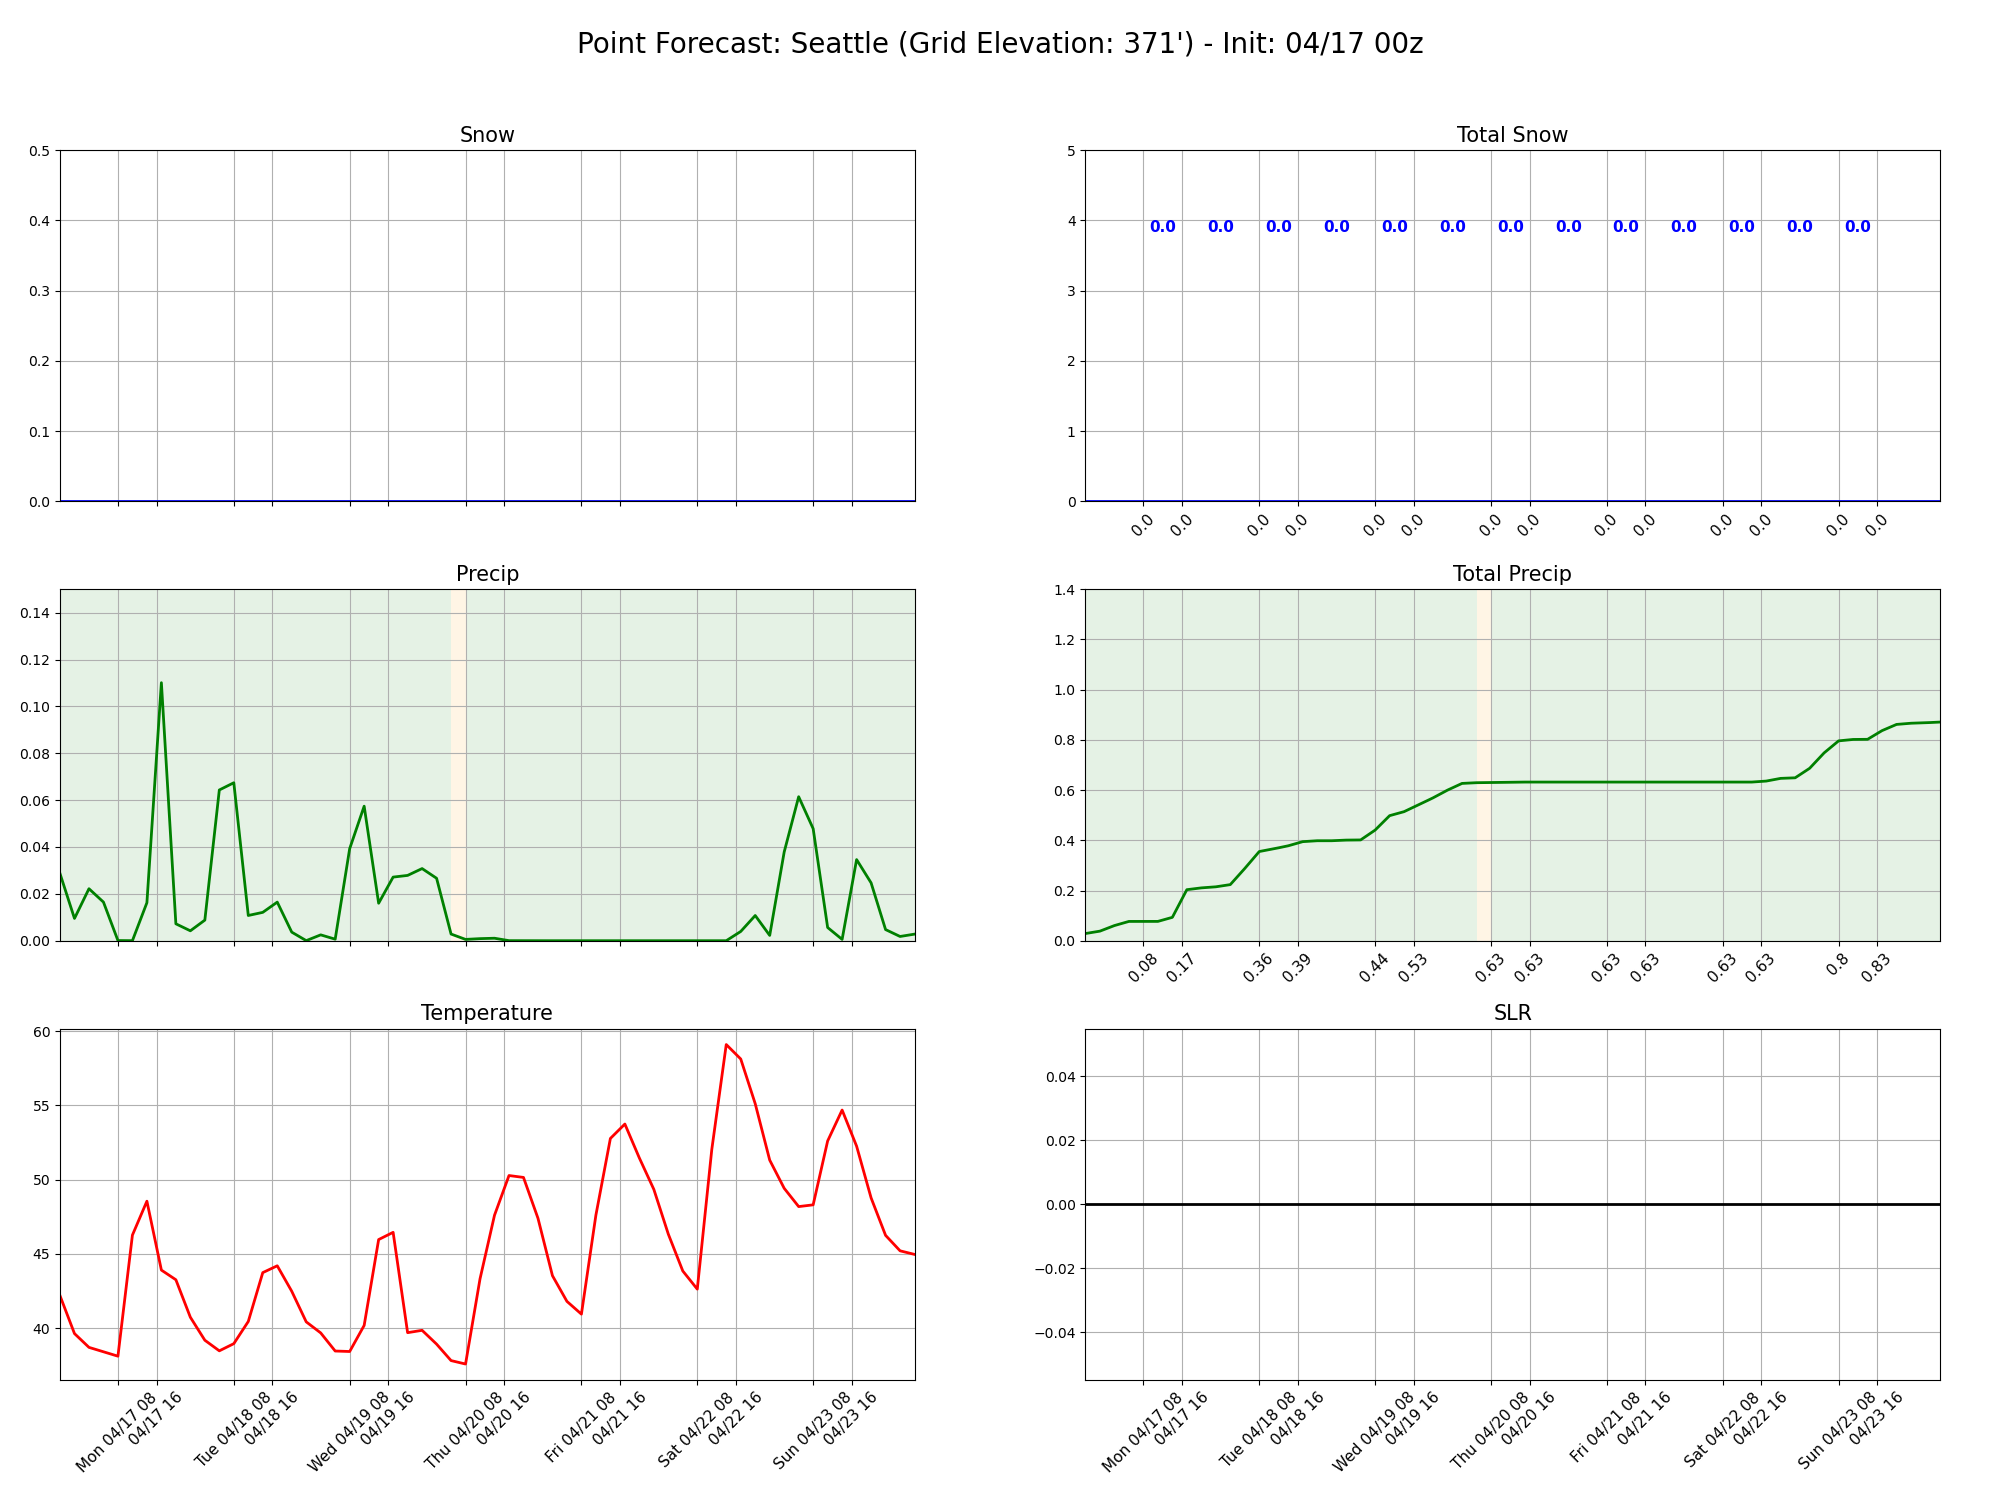 Point Forecast: Seattle (Grid Elevation: 371') - Init: 04/17 00z
Snow
0.5
0.4
0.3
0.2
0.1
0.0
Total Snow
5
4
3
2
1
0
0.0 0.0 0.0 0.0 0.0 0.0 0.0 0.0 0.0 0.0 0.0 0.0 0.0
0.0 0.0 0.0 0.0 0.0 0.0 0.0 0.0 0.0 0.0 0.0 0.0 0.0 0.0
Precip
0.14
0.12
0.10
0.08
0.06
0.04
0.02
0.00
Total Precip
1.4
1.2
1.0
0.8
0.6
0.4
0.2
0.0
0.08 0.17 0.36 0.39 0.44 0.53 0.63 0.63 0.63 0.63 0.63 0.63 0.8 0.83
Temperature
60
55
50
45
40
Mon 04/17 08
04/17 16
Tue 04/18 08
04/18 16
Wed 04/19 08
04/19 16
Thu 04/20 08
04/20 16
Fri 04/21 08
04/21 16
Sat 04/22 08
04/22 16
Sun 04/23 08
04/23 16
SLR
0.04
0.02
0.00
−0.02
−0.04
Mon 04/17 08
04/17 16
Tue 04/18 08
04/18 16
Wed 04/19 08
04/19 16
Thu 04/20 08
04/20 16
Fri 04/21 08
04/21 16
Sat 04/22 08
04/22 16
Sun 04/23 08
04/23 16